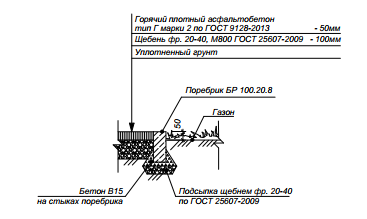 Горячий плотный асфальтобетон
тип Г марки 2 по ГОСТ 9128-2013 - 50мм
Щебень фр. 20-40, М800 ГОСТ 25607-2009 - 100мм
Уплотненный грунт
Поребрик БР 100.20.8
Газон
50
Бетон В15
на стыках поребрика
Подсыпка щебнем фр. 20-40
по ГОСТ 25607-2009